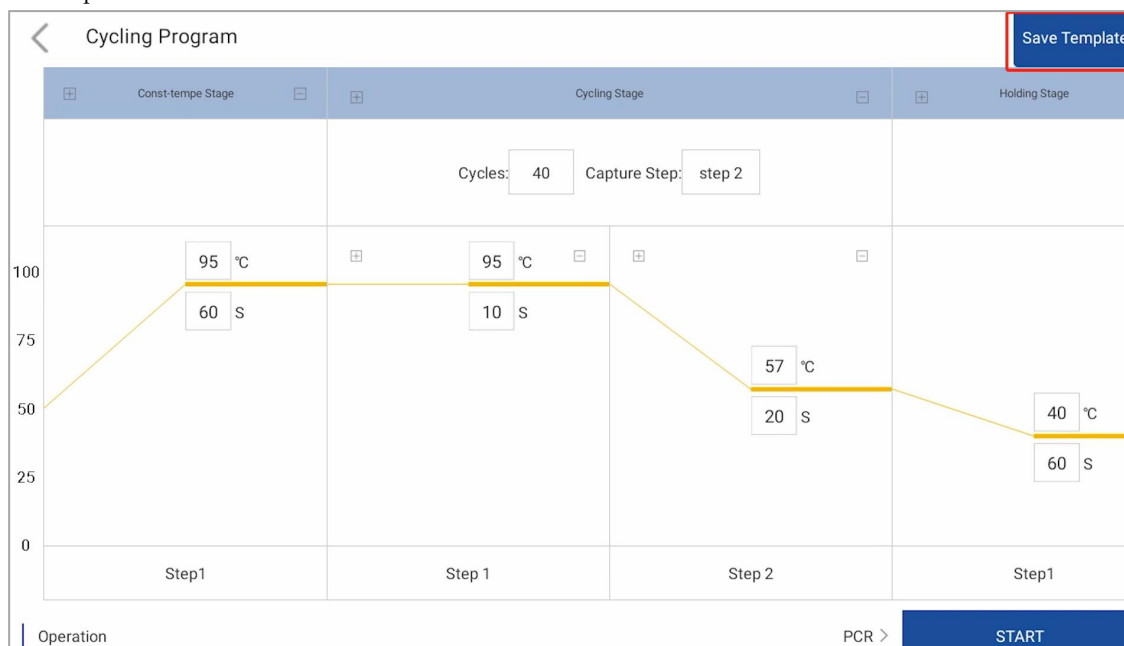 Cycling Program
Save Template
Const-tempe Stage
Cycling Stage
Holding Stage
Cycles: 40 Capture Step: step 2
100
75
50
25
0
95 ℃
60 S
95 ℃
10 S
57 ℃
20 S
40 ℃
60 S
Step1
Step 1
Step 2
Step1
Operation
PCR >
START